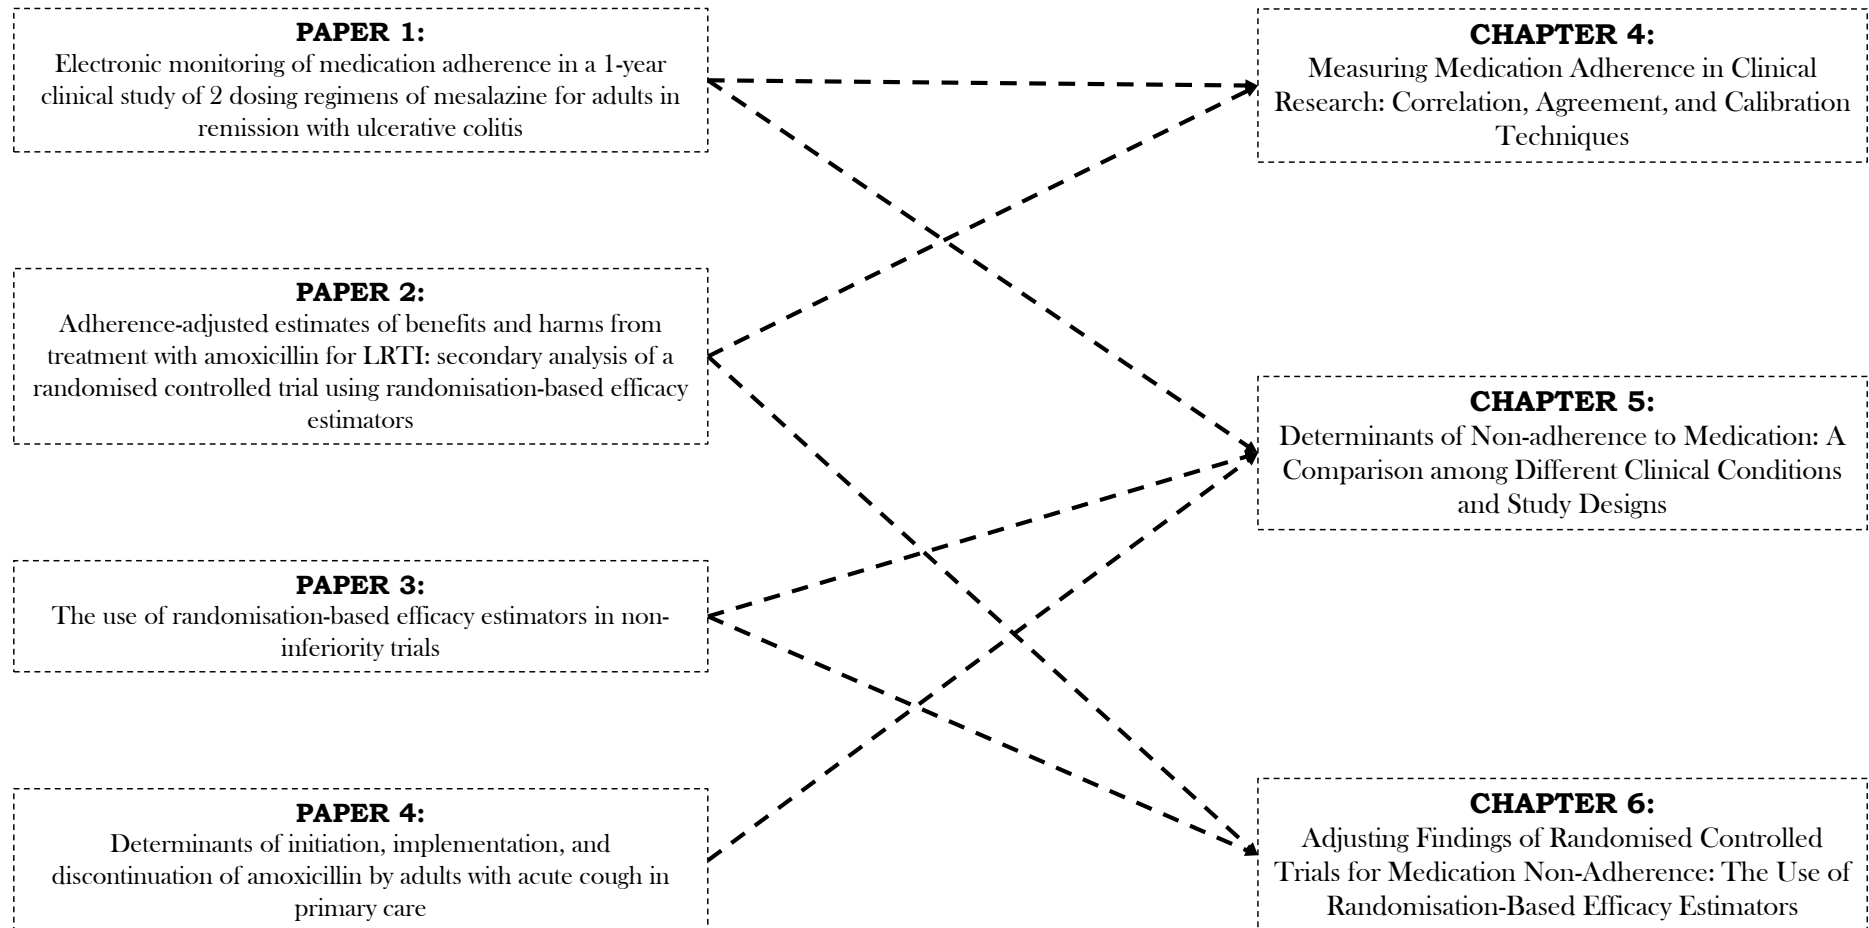 PAPER 1:
Electronic monitoring of medication adherence in a 1-year
clinical study of 2 dosing regimens of mesalazine for adults in
remission with ulcerative colitis
PAPER 2:
Adherence-adjusted estimates of benefits and harms from
treatment with amoxicillin for LRTI: secondary analysis of a
randomised controlled trial using randomisation-based efficacy
estimators
PAPER 3:
The use of randomisation-based efficacy estimators in non-
inferiority trials
PAPER 4:
Determinants of initiation, implementation, and
discontinuation of amoxicillin by adults with acute cough in
primary care
CHAPTER 4:
Measuring Medication Adherence in Clinical
Research: Correlation, Agreement, and Calibration
Techniques
CHAPTER 5:
Determinants of Non-adherence to Medication: A
Comparison among Different Clinical Conditions
and Study Designs
CHAPTER 6:
Adjusting Findings of Randomised Controlled
Trials for Medication Non-Adherence: The Use of
Randomisation-Based Efficacy Estimators